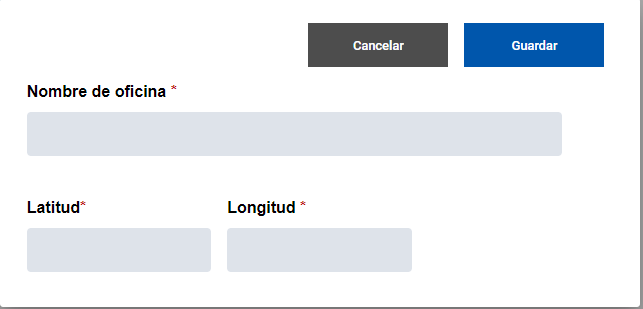 Cancelar Guardar
Nombre de oficina *
Latitud* Longitud *